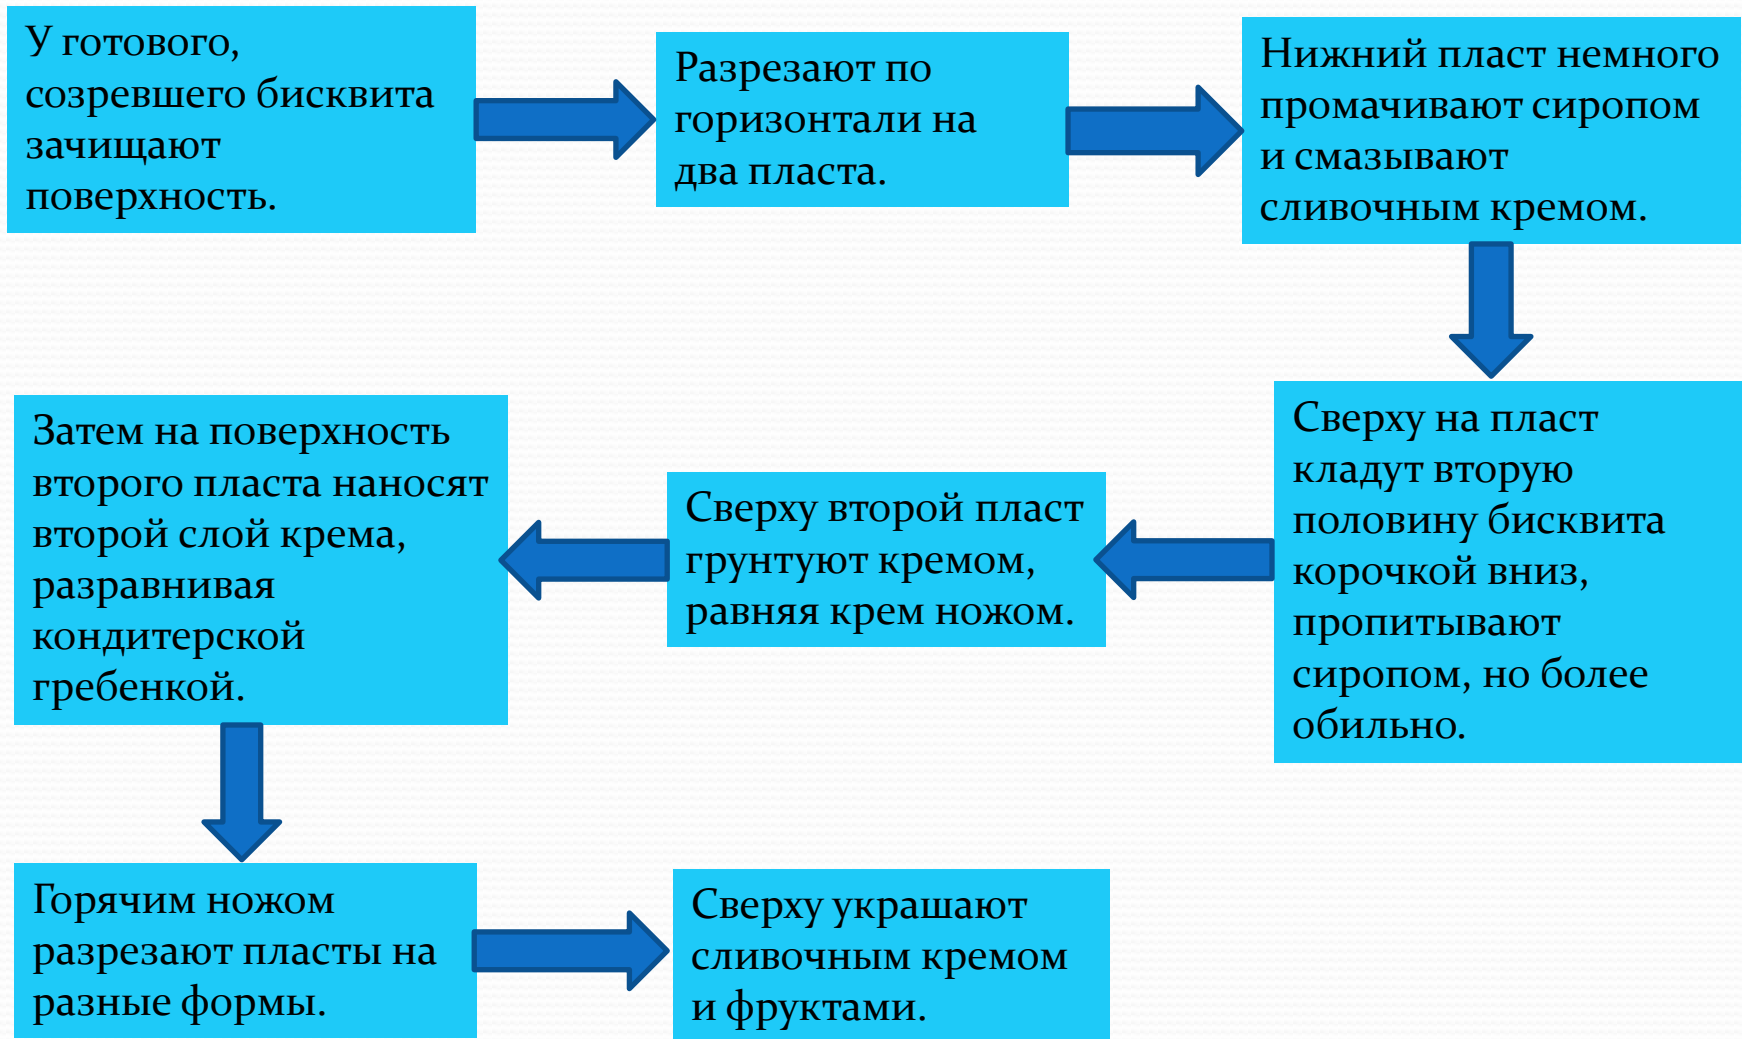 У готового,
созревшего бисквита
зачищают
поверхность.
Разрезают по
горизонтали на
два пласта.
Нижний пласт немного
промачивают сиропом
и смазывают
сливочным кремом.
Сверху на пласт
кладут вторую
половину бисквита
корочкой вниз,
пропитывают
сиропом, но более
обильно.
Сверху второй пласт
грунтуют кремом,
равняя крем ножом.
Затем на поверхность
второго пласта наносят
второй слой крема,
разравнивая
кондитерской
гребенкой.
Горячим ножом
разрезают пласты на
разные формы.
Сверху украшают
сливочным кремом
и фруктами.